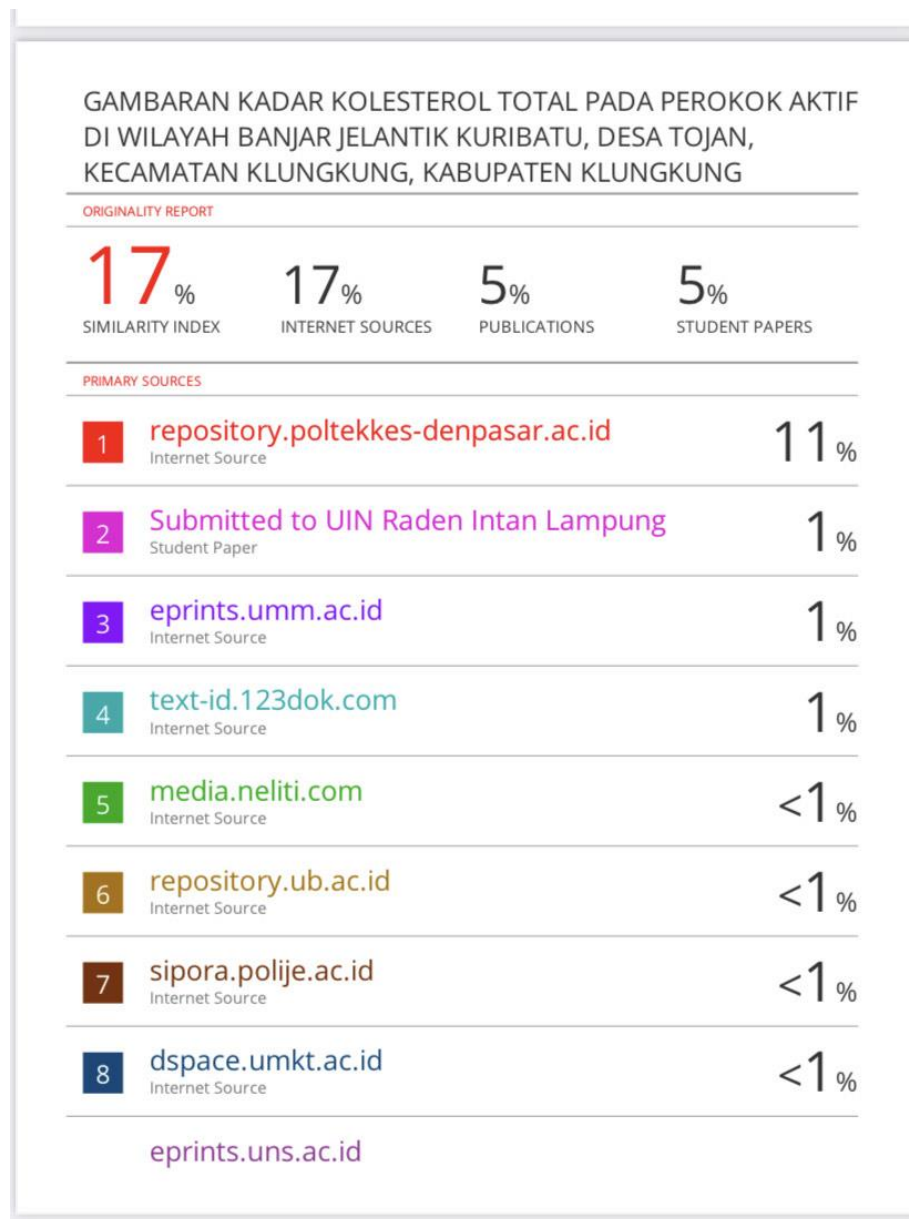 GAMBARAN KADAR KOLESTEROL TOTAL PADA PEROKOK AKTIF
DI WILAYAH BANJAR JELANTIK KURIBATU, DESA TOJAN,
KECAMATAN KLUNGKUNG, KABUPATEN KLUNGKUNG
ORIGINALITY REPORT
17% 17% 5% 5%
SIMILARITY INDEX INTERNET SOURCES PUBLICATIONS STUDENT PAPERS
PRIMARY SOURCES
1 repository.poltekkes-denpasar.ac.id 11%
Internet Source
2 Submitted to UIN Raden Intan Lampung 1%
Student Paper
3 eprints.umm.ac.id 1%
Internet Source
4 text-id.123dok.com 1%
Internet Source
5 media.neliti.com <1%
Internet Source
6 repository.ub.ac.id <1%
Internet Source
7 sipora.polije.ac.id <1%
Internet Source
8 dspace.umkt.ac.id <1%
Internet Source
eprints.uns.ac.id